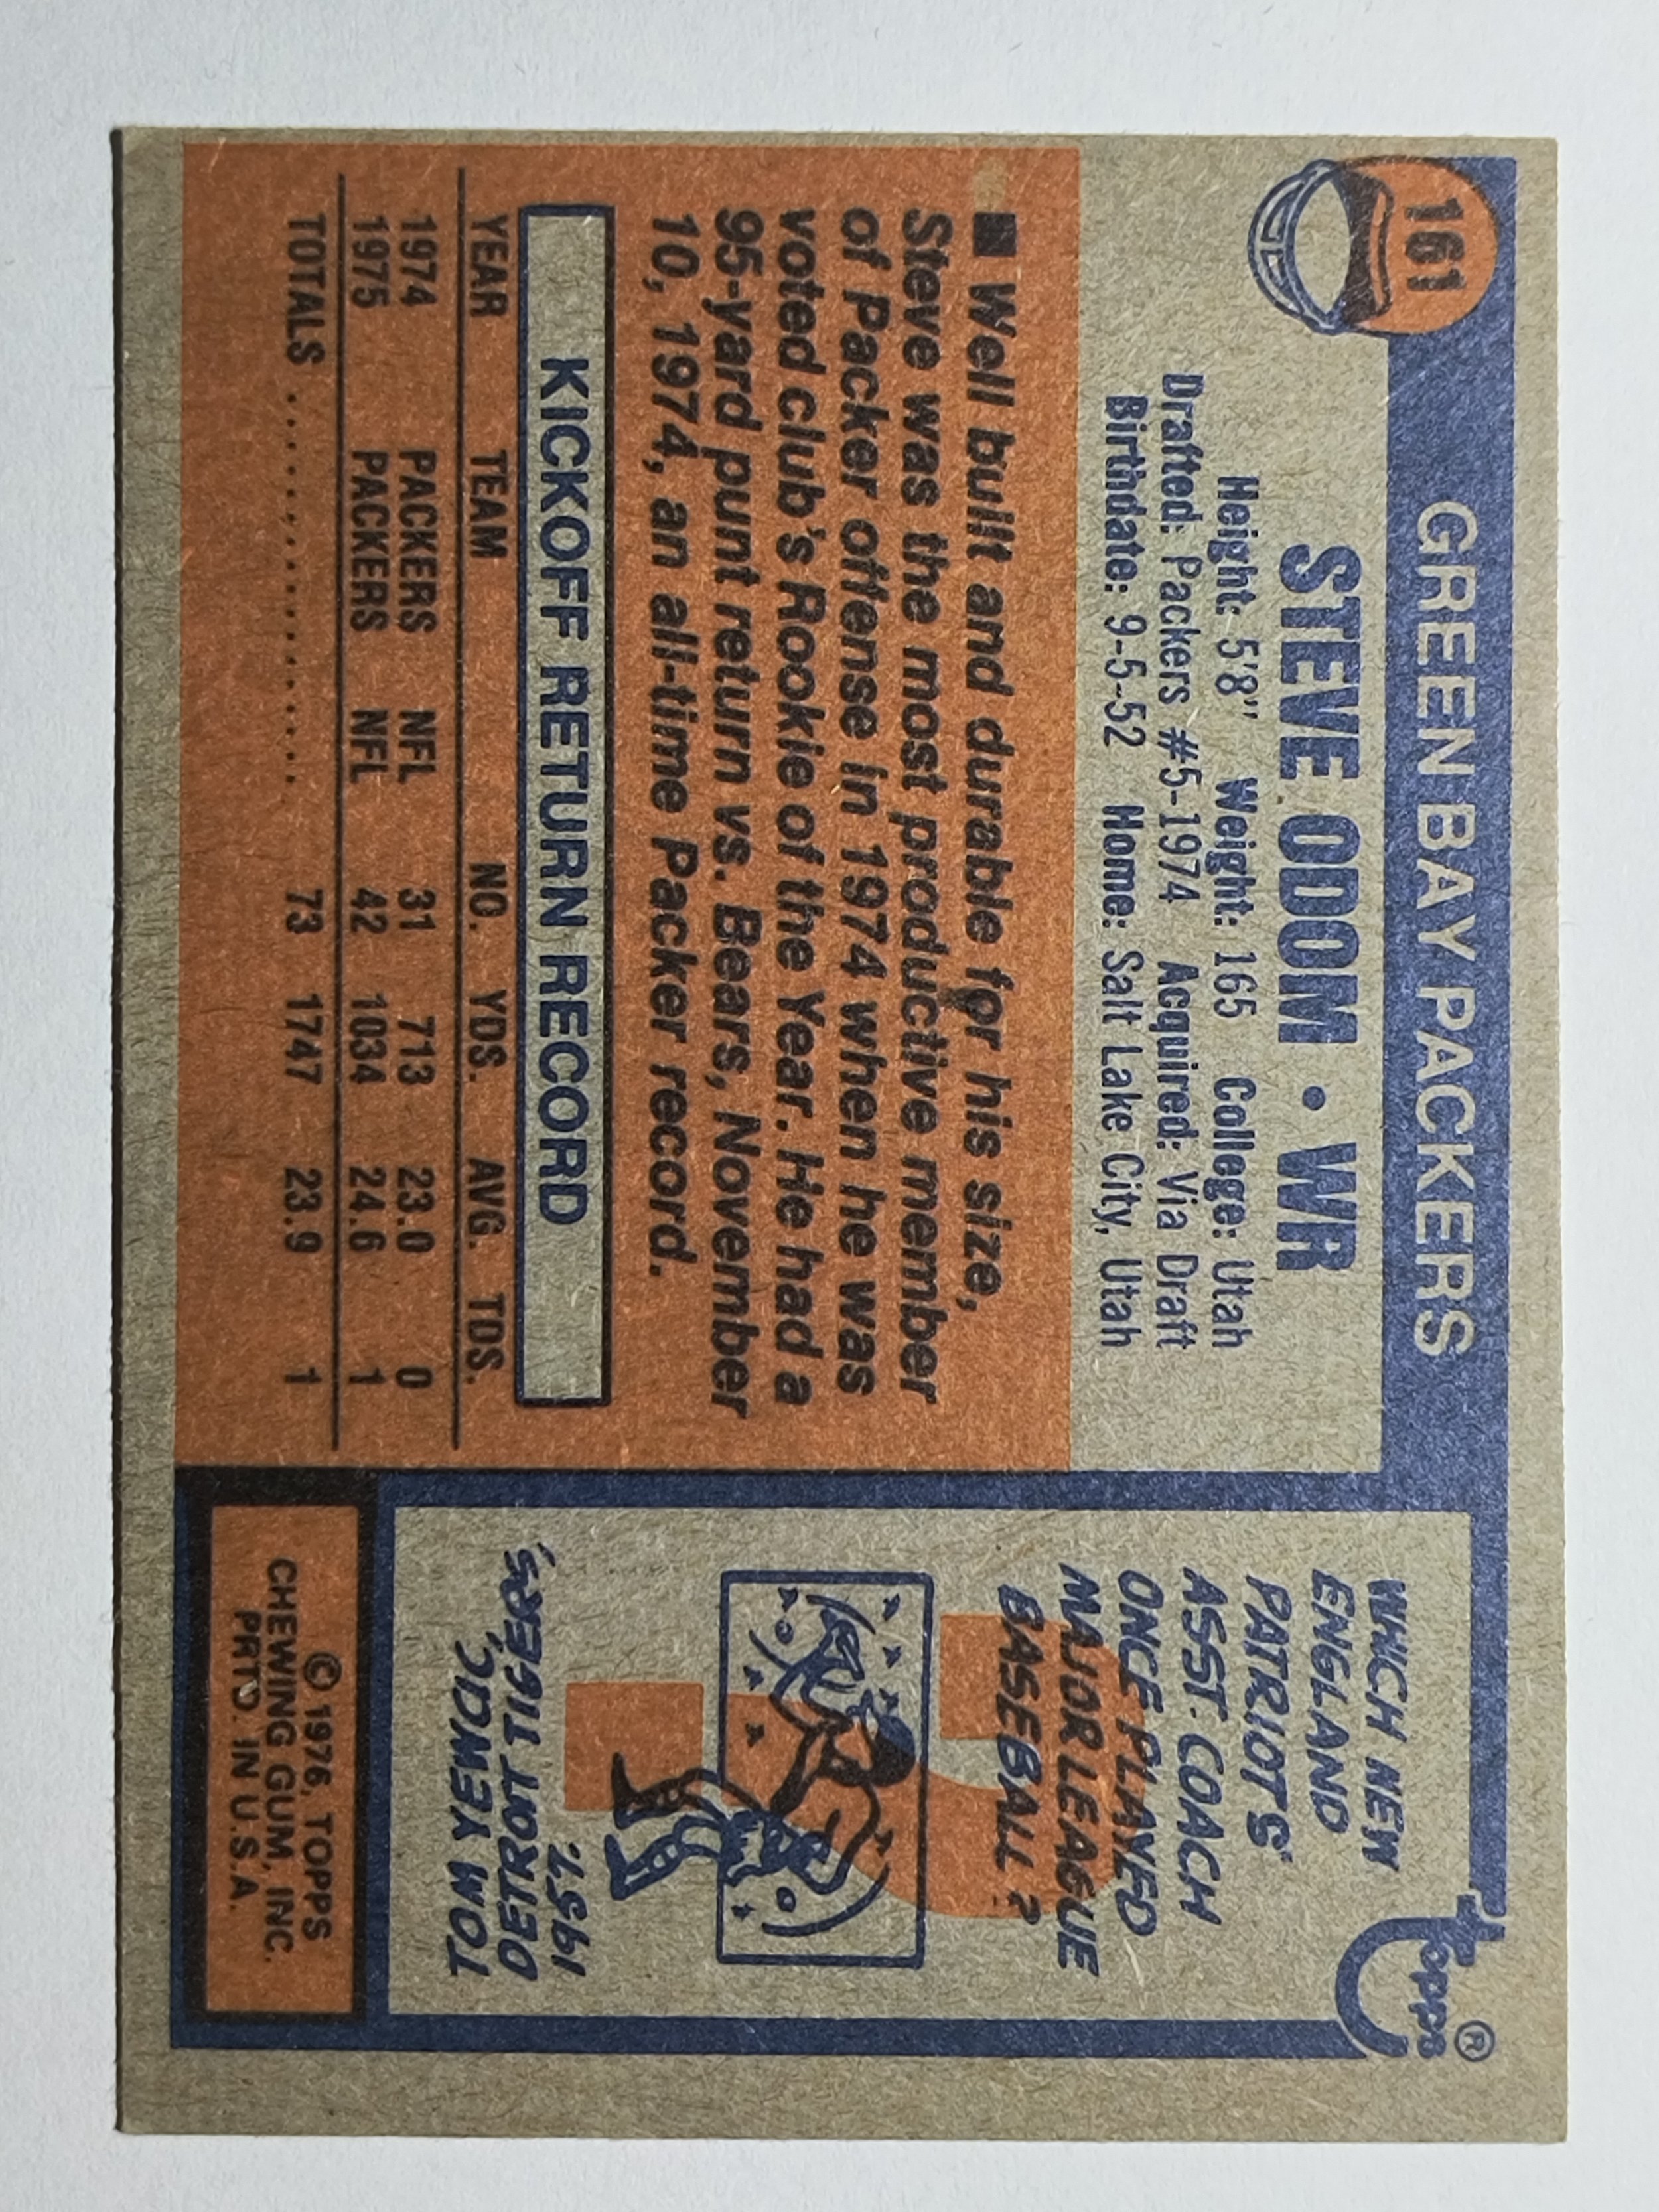 161
GREEN BAY PACKERS
STEVE ODOM • WR
Height: 5'8" Weight: 165 College: Utah
Drafted: Packers #5-1974 Acquired: Via Draft
Birthdate: 9-5-52 Home: Salt Lake City, Utah
■ Well built and durable for his size,
Steve was the most productive member
of Packer offense in 1974 when he was
voted club's Rookie of the Year. He had a
95-yard punt return vs. Bears, November
10, 1974, an all-time Packer record.
KICKOFF RETURN RECORD
YEAR TEAM NO. YDS. AVG. TDS.
1974 PACKERS NFL 31 713 23.0 0
1975 PACKERS NFL 42 1034 24.6 1
TOTALS .................. 73 1747 23.9 1
topps®
WHICH NEW
ENGLAND
PATRIOT'S
ASST. COACH
ONCE PLAYED
MAJOR LEAGUE
BASEBALL?
?
TOM YEWCIC,
DETROIT TIGERS,
1957.
© 1976, TOPPS
CHEWING GUM, INC.
PRTD. IN U.S.A.